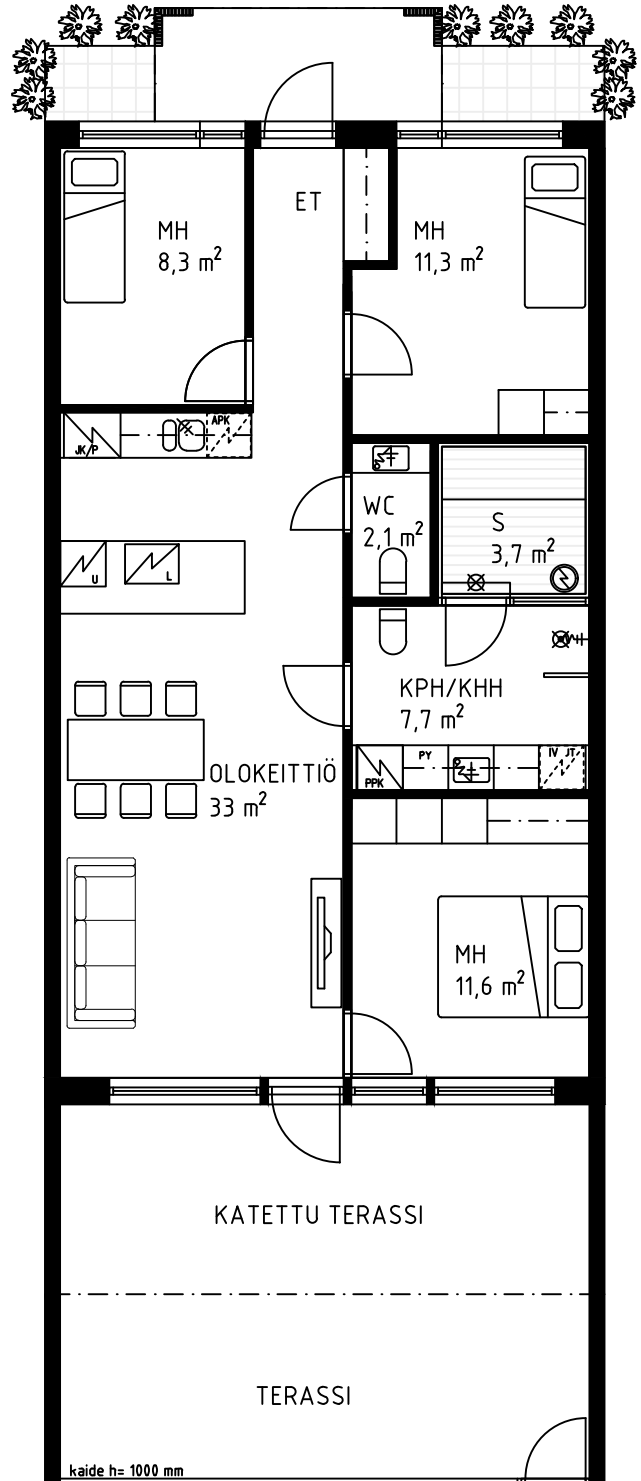 ET
MH
8,3 m²
MH
11,3 m²
JK/P
APK
WC
2,1 m²
S
3,7 m²
U
L
KPH/KHH
7,7 m²
PPK
PY
IV JT
OLOKEITTIÖ
33 m²
MH
11,6 m²
KATETTU TERASSI
TERASSI
kaide h= 1000 mm